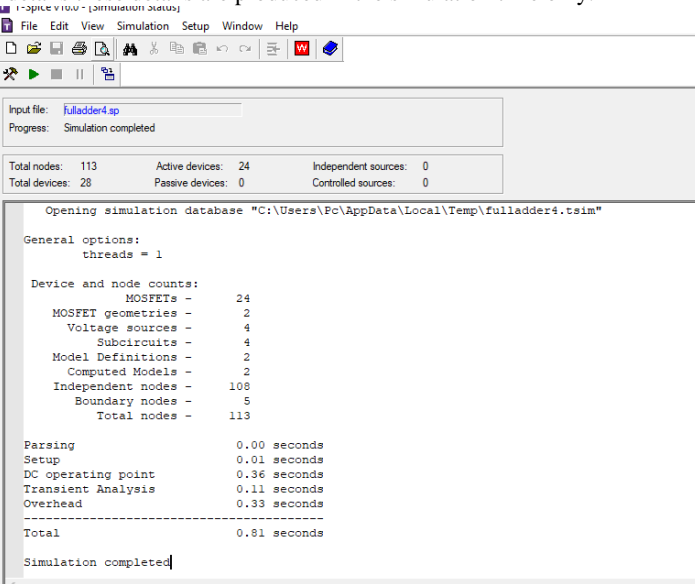 T-Spice v16.0 - [Simulation Status]
File Edit View Simulation Setup Window Help
W
Input file: fulladder4.sp
Progress: Simulation completed
Total nodes: 113 Active devices: 24 Independent sources: 0
Total devices: 28 Passive devices: 0 Controlled sources: 0
Opening simulation database "C:\Users\Pc\AppData\Local\Temp\fulladder4.tsim"
General options:
threads = 1
Device and node counts:
MOSFETs - 24
MOSFET geometries - 2
Voltage sources - 4
Subcircuits - 4
Model Definitions - 2
Computed Models - 2
Independent nodes - 108
Boundary nodes - 5
Total nodes - 113
Parsing 0.00 seconds
Setup 0.01 seconds
DC operating point 0.36 seconds
Transient Analysis 0.11 seconds
Overhead 0.33 seconds
-----------------------------------------
Total 0.81 seconds
Simulation completed